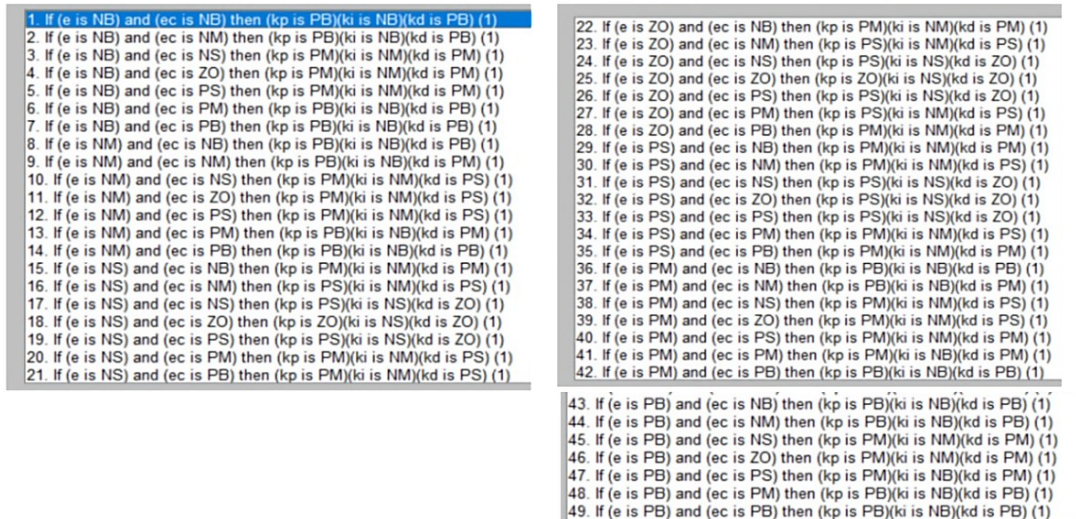 1. If (e is NB) and (ec is NB) then (kp is PB)(ki is NB)(kd is PB) (1)
2. If (e is NB) and (ec is NM) then (kp is PB)(ki is NB)(kd is PB) (1)
3. If (e is NB) and (ec is NS) then (kp is PM)(ki is NM)(kd is PM) (1)
4. If (e is NB) and (ec is ZO) then (kp is PM)(ki is NM)(kd is PM) (1)
5. If (e is NB) and (ec is PS) then (kp is PM)(ki is NM)(kd is PM) (1)
6. If (e is NB) and (ec is PM) then (kp is PB)(ki is NB)(kd is PB) (1)
7. If (e is NB) and (ec is PB) then (kp is PB)(ki is NB)(kd is PB) (1)
8. If (e is NM) and (ec is NB) then (kp is PB)(ki is NB)(kd is PB) (1)
9. If (e is NM) and (ec is NM) then (kp is PB)(ki is NB)(kd is PM) (1)
10. If (e is NM) and (ec is NS) then (kp is PM)(ki is NM)(kd is PS) (1)
11. If (e is NM) and (ec is ZO) then (kp is PM)(ki is NM)(kd is PS) (1)
12. If (e is NM) and (ec is PS) then (kp is PM)(ki is NM)(kd is PS) (1)
13. If (e is NM) and (ec is PM) then (kp is PB)(ki is NB)(kd is PM) (1)
14. If (e is NM) and (ec is PB) then (kp is PB)(ki is NB)(kd is PB) (1)
15. If (e is NS) and (ec is NB) then (kp is PM)(ki is NM)(kd is PM) (1)
16. If (e is NS) and (ec is NM) then (kp is PS)(ki is NM)(kd is PS) (1)
17. If (e is NS) and (ec is NS) then (kp is PS)(ki is NS)(kd is ZO) (1)
18. If (e is NS) and (ec is ZO) then (kp is ZO)(ki is NS)(kd is ZO) (1)
19. If (e is NS) and (ec is PS) then (kp is PS)(ki is NS)(kd is ZO) (1)
20. If (e is NS) and (ec is PM) then (kp is PM)(ki is NM)(kd is PS) (1)
21. If (e is NS) and (ec is PB) then (kp is PM)(ki is NM)(kd is PS) (1)
22. If (e is ZO) and (ec is NB) then (kp is PM)(ki is NM)(kd is PM) (1)
23. If (e is ZO) and (ec is NM) then (kp is PS)(ki is NM)(kd is PS) (1)
24. If (e is ZO) and (ec is NS) then (kp is PS)(ki is NS)(kd is ZO) (1)
25. If (e is ZO) and (ec is ZO) then (kp is ZO)(ki is NS)(kd is ZO) (1)
26. If (e is ZO) and (ec is PS) then (kp is PS)(ki is NS)(kd is ZO) (1)
27. If (e is ZO) and (ec is PM) then (kp is PS)(ki is NM)(kd is PS) (1)
28. If (e is ZO) and (ec is PB) then (kp is PM)(ki is NM)(kd is PM) (1)
29. If (e is PS) and (ec is NB) then (kp is PM)(ki is NM)(kd is PM) (1)
30. If (e is PS) and (ec is NM) then (kp is PM)(ki is NM)(kd is PS) (1)
31. If (e is PS) and (ec is NS) then (kp is PS)(ki is NS)(kd is ZO) (1)
32. If (e is PS) and (ec is ZO) then (kp is ZO)(ki is NS)(kd is ZO) (1)
33. If (e is PS) and (ec is PS) then (kp is PS)(ki is NS)(kd is ZO) (1)
34. If (e is PS) and (ec is PM) then (kp is PM)(ki is NM)(kd is PS) (1)
35. If (e is PS) and (ec is PB) then (kp is PM)(ki is NM)(kd is PM) (1)
36. If (e is PM) and (ec is NB) then (kp is PB)(ki is NB)(kd is PB) (1)
37. If (e is PM) and (ec is NM) then (kp is PB)(ki is NB)(kd is PM) (1)
38. If (e is PM) and (ec is NS) then (kp is PM)(ki is NM)(kd is PS) (1)
39. If (e is PM) and (ec is ZO) then (kp is PM)(ki is NM)(kd is PS) (1)
40. If (e is PM) and (ec is PS) then (kp is PM)(ki is NM)(kd is PM) (1)
41. If (e is PM) and (ec is PM) then (kp is PM)(ki is NB)(kd is PM) (1)
42. If (e is PM) and (ec is PB) then (kp is PB)(ki is NB)(kd is PB) (1)
43. If (e is PB) and (ec is NB) then (kp is PB)(ki is NB)(kd is PB) (1)
44. If (e is PB) and (ec is NM) then (kp is PB)(ki is NB)(kd is PB) (1)
45. If (e is PB) and (ec is NS) then (kp is PM)(ki is NM)(kd is PM) (1)
46. If (e is PB) and (ec is ZO) then (kp is PM)(ki is NM)(kd is PM) (1)
47. If (e is PB) and (ec is PS) then (kp is PM)(ki is NB)(kd is PM) (1)
48. If (e is PB) and (ec is PM) then (kp is PB)(ki is NB)(kd is PB) (1)
49. If (e is PB) and (ec is PB) then (kp is PB)(ki is NB)(kd is PB) (1)